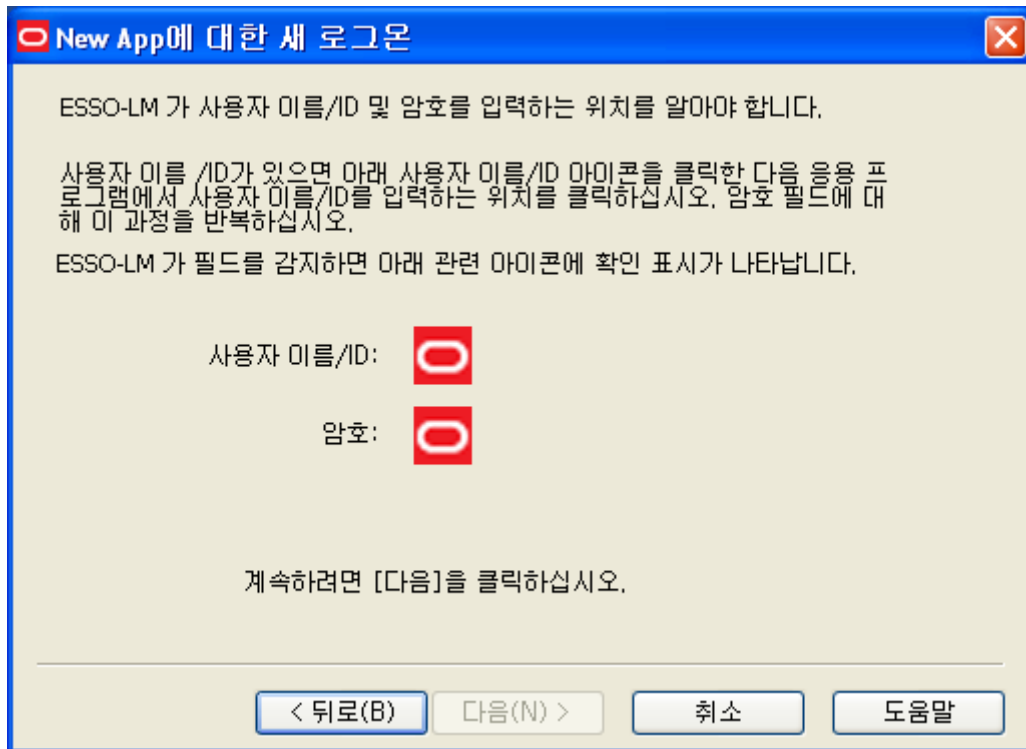 New App에 대한 새 로그온
ESSO-LM 가 사용자 이름/ID 및 암호를 입력하는 위치를 알아야 합니다.
사용자 이름 /ID가 있으면 아래 사용자 이름/ID 아이콘을 클릭한 다음 응용 프
로그램에서 사용자 이름/ID를 입력하는 위치를 클릭하십시오. 암호 필드에 대
해 이 과정을 반복하십시오.
ESSO-LM 가 필드를 감지하면 아래 관련 아이콘에 확인 표시가 나타납니다.
사용자 이름/ID:
암호:
계속하려면 [다음]을 클릭하십시오.
< 뒤로(B) 다음(N) > 취소 도움말